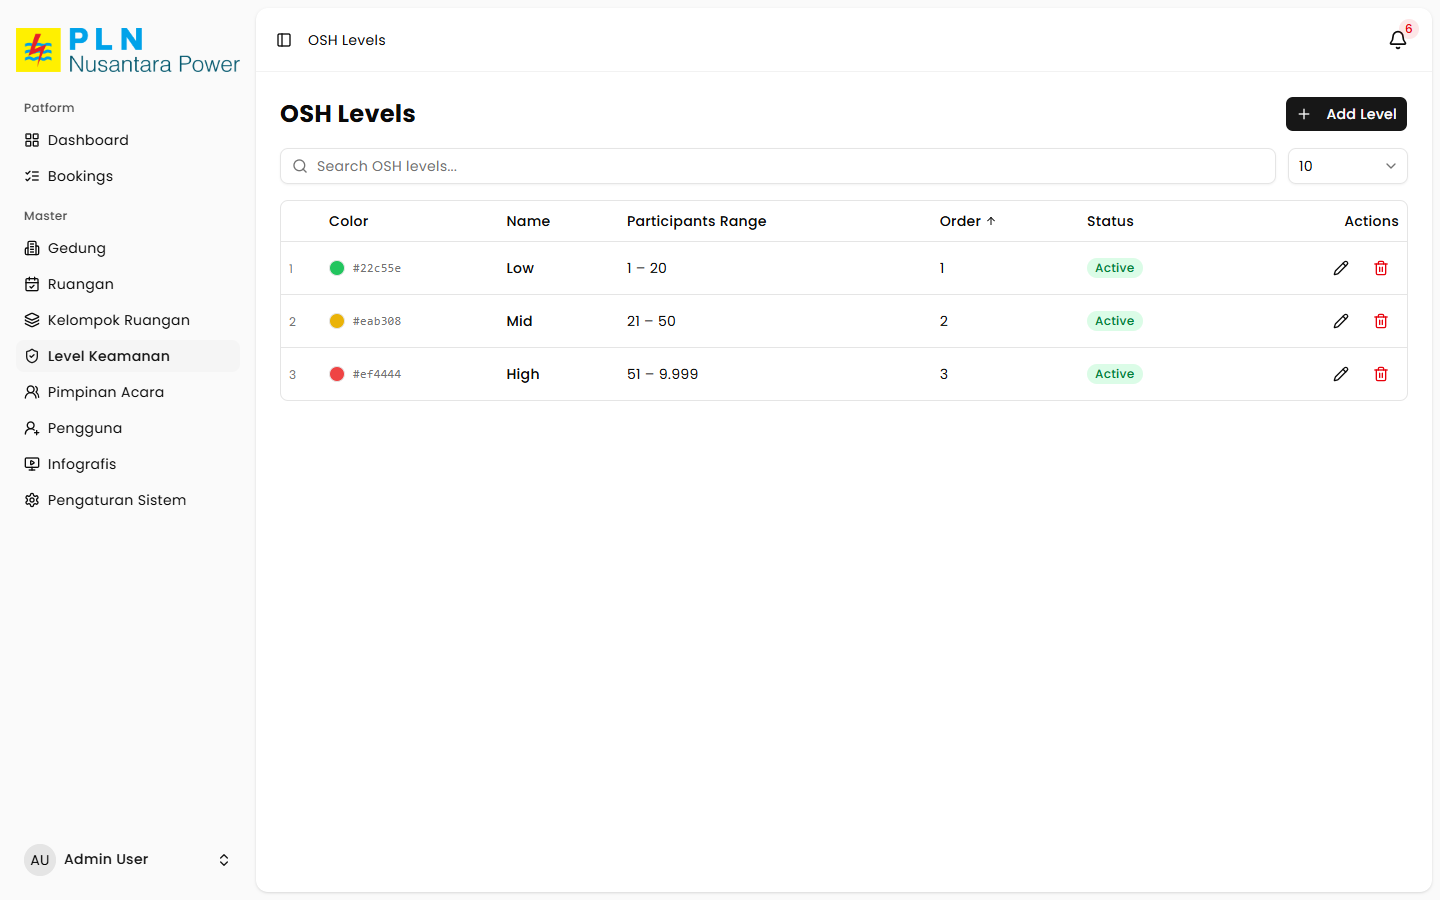 PLN
Nusantara Power
Patform
Dashboard
Bookings
Master
Gedung
Ruangan
Kelompok Ruangan
Level Keamanan
Pimpinan Acara
Pengguna
Infografis
Pengaturan Sistem
AU Admin User
OSH Levels
6
OSH Levels
Add Level
Search OSH levels...
10
Color Name Participants Range Order ↑ Status Actions
1 #22c55e Low 1 – 20 1 Active
2 #eab308 Mid 21 – 50 2 Active
3 #ef4444 High 51 – 9.999 3 Active